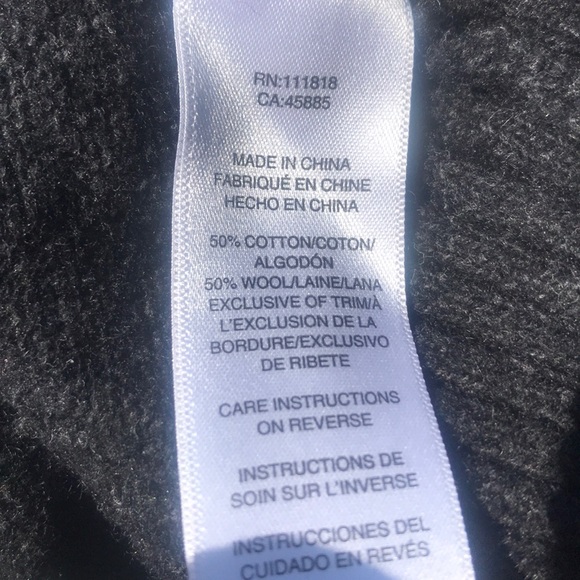 RN:111818
CA:45885
MADE IN CHINA
FABRIQUÉ EN CHINE
HECHO EN CHINA
50% COTTON/COTON/
ALGODÓN
50% WOOL/LAINE/LANA
EXCLUSIVE OF TRIM/À
L'EXCLUSION DE LA
BORDURE/EXCLUSIVO
DE RIBETE
CARE INSTRUCTIONS
ON REVERSE
INSTRUCTIONS DE
SOIN SUR L'INVERSE
INSTRUCCIONES DEL
CUIDADO EN REVÉS